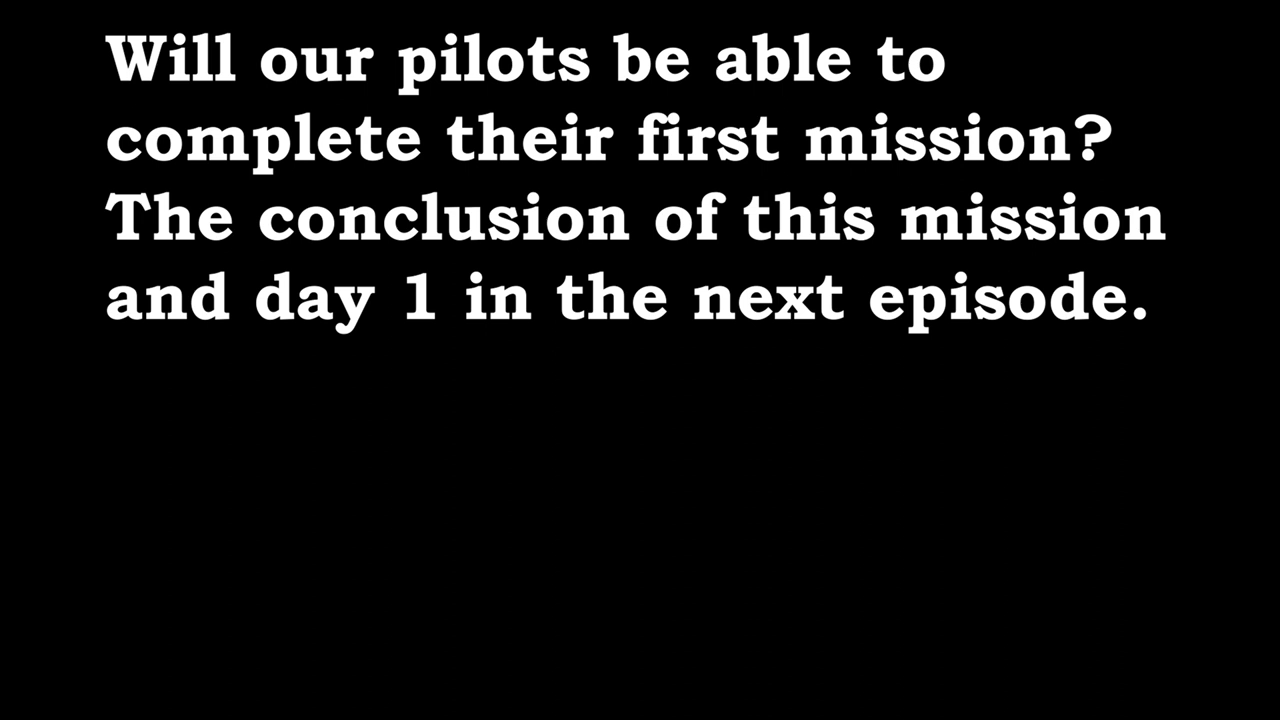 Will our pilots be able to
complete their first mission?
The conclusion of this mission
and day 1 in the next episode.